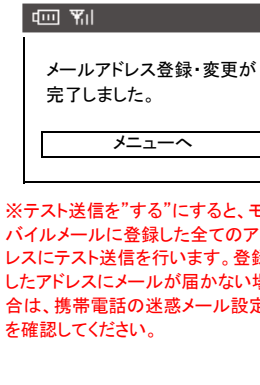 メールアドレス登録・変更が
完了しました。
メニューへ
※テスト送信を”する”にすると、モ
バイルメールに登録した全てのア
レスにテスト送信を行います。登録
したアドレスにメールが届かない場
合は、携帯電話の迷惑メール設定
を確認してください。